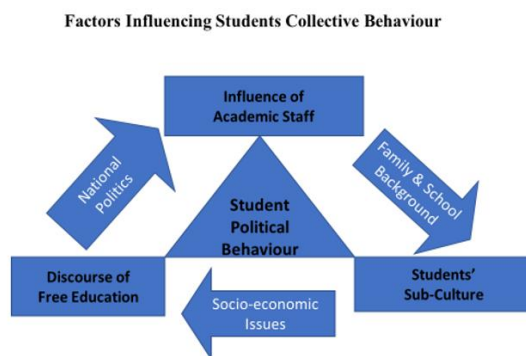 Factors Influencing Students Collective Behaviour
Influence of
Academic Staff
National
Politics
Family & School
Background
Student
Political
Behaviour
Discourse of
Free Education
Socio-economic
Issues
Students'
Sub-Culture